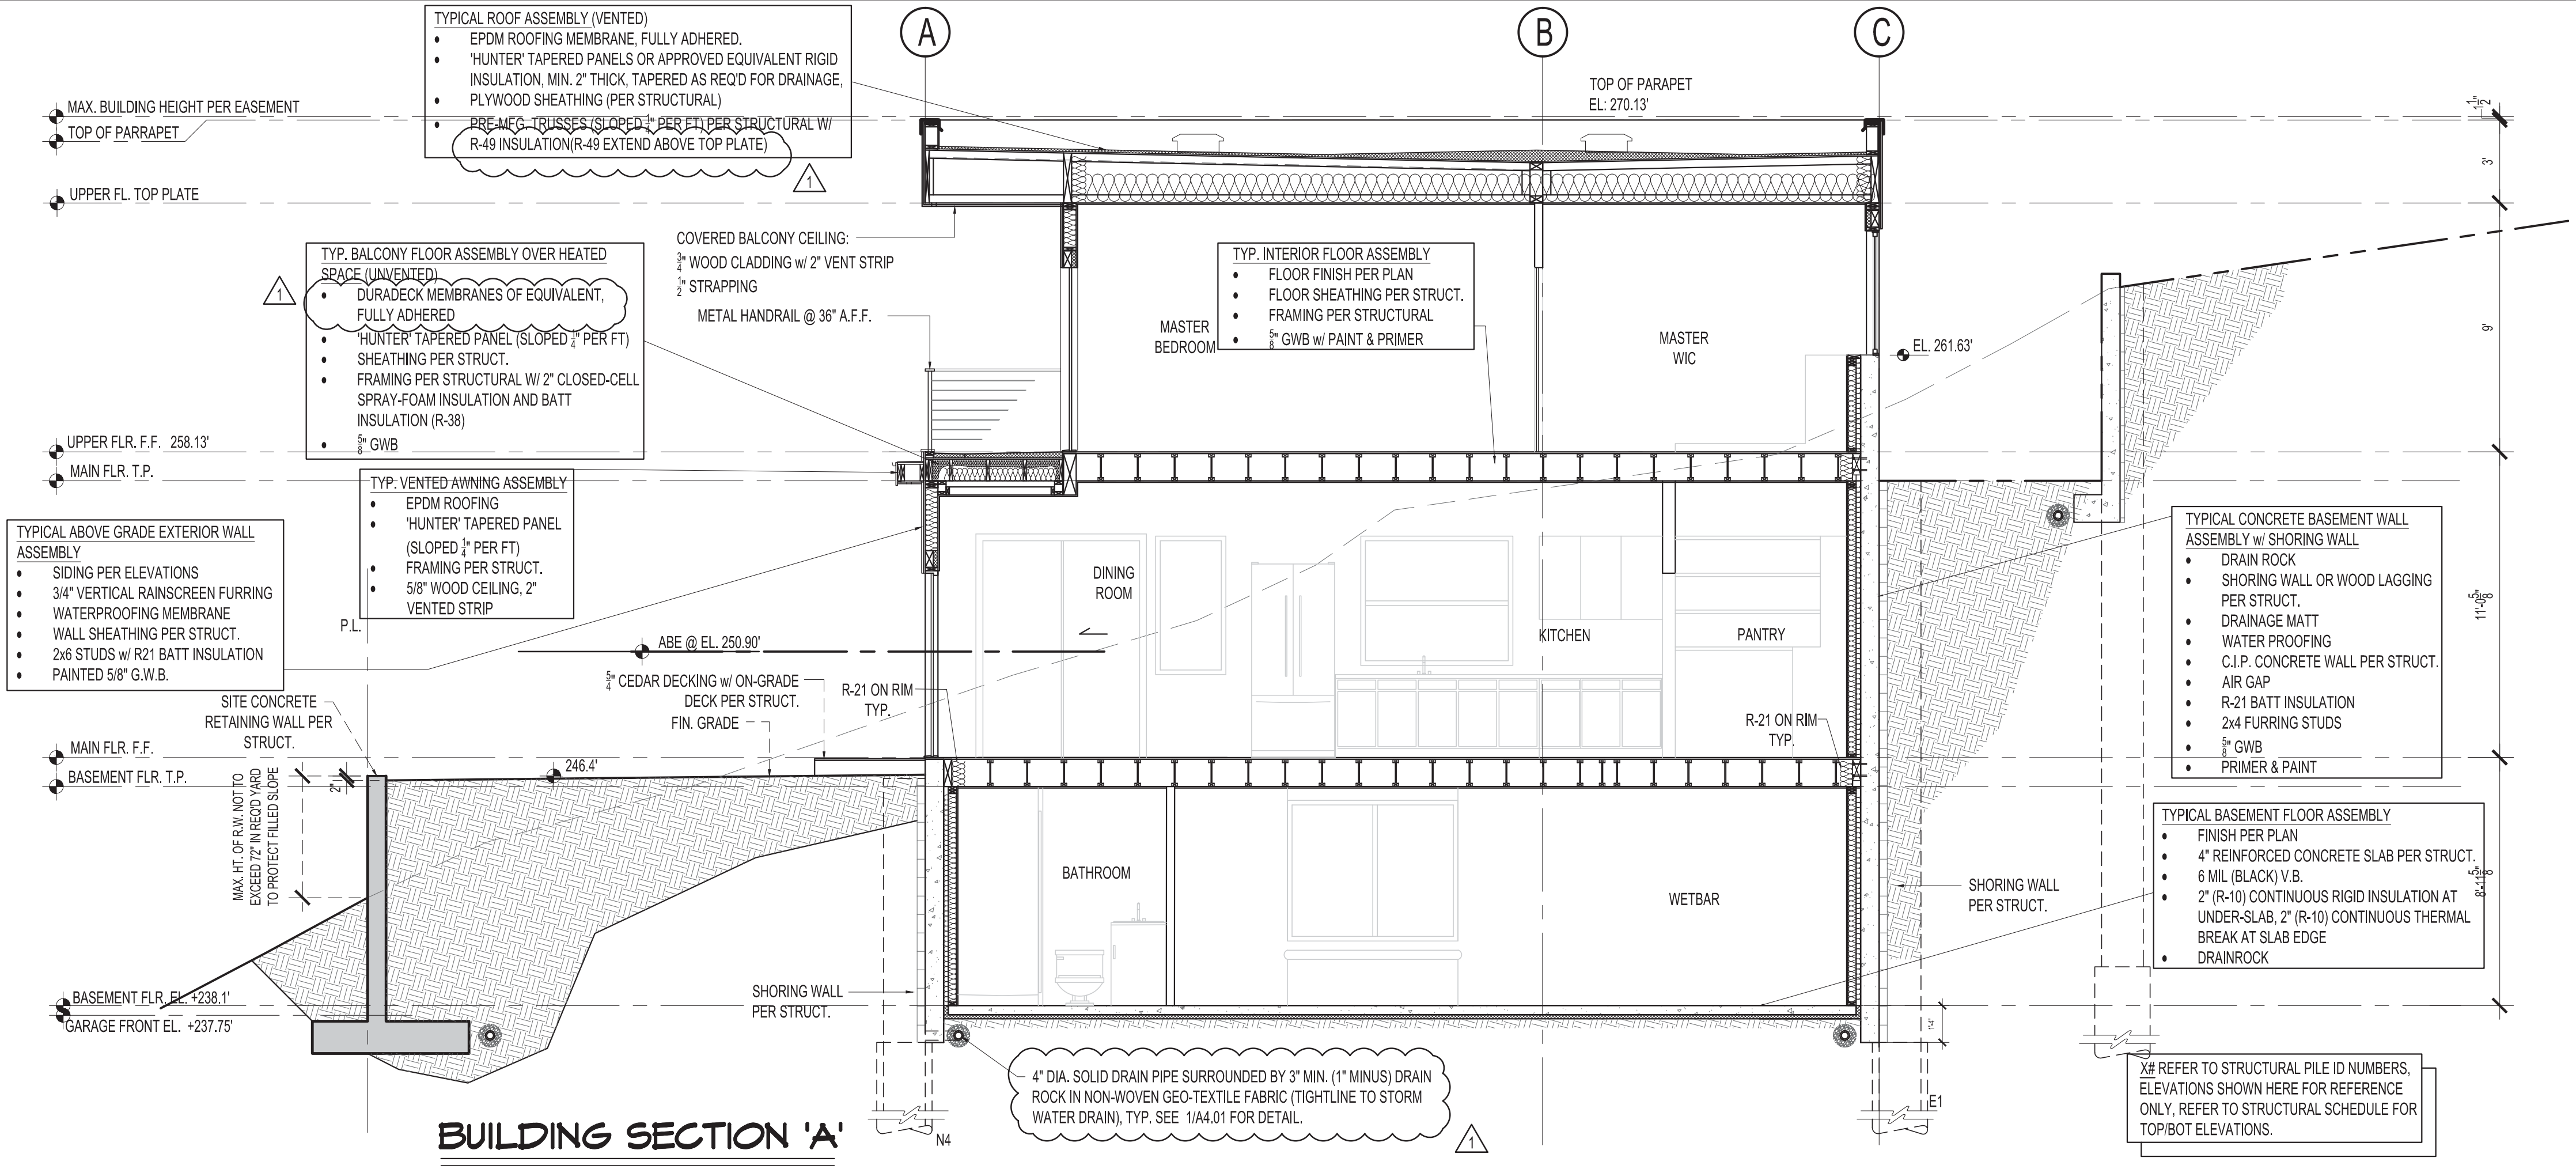 A
B
C
TYPICAL ROOF ASSEMBLY (VENTED)
• EPDM ROOFING MEMBRANE, FULLY ADHERED.
• 'HUNTER' TAPERED PANELS OR APPROVED EQUIVALENT RIGID
INSULATION, MIN. 2" THICK, TAPERED AS REQ'D FOR DRAINAGE,
• PLYWOOD SHEATHING (PER STRUCTURAL)
• PRE-MFG. TRUSSES (SLOPED 1/4" PER FT) PER STRUCTURAL W/
R-49 INSULATION(R-49 EXTEND ABOVE TOP PLATE)
1
MAX. BUILDING HEIGHT PER EASEMENT
TOP OF PARRAPET
UPPER FL. TOP PLATE
TOP OF PARAPET
EL: 270.13'
1 1/2"
3'
9'
11'-0 5/8"
8'-11 5/8"
TYP. BALCONY FLOOR ASSEMBLY OVER HEATED
SPACE (UNVENTED)
• DURADECK MEMBRANES OF EQUIVALENT,
FULLY ADHERED
• 'HUNTER' TAPERED PANEL (SLOPED 1/4" PER FT)
• SHEATHING PER STRUCT.
• FRAMING PER STRUCTURAL W/ 2" CLOSED-CELL
SPRAY-FOAM INSULATION AND BATT
INSULATION (R-38)
• 5/8" GWB
1
COVERED BALCONY CEILING:
3/4" WOOD CLADDING w/ 2" VENT STRIP
1/2" STRAPPING
METAL HANDRAIL @ 36" A.F.F.
TYP. INTERIOR FLOOR ASSEMBLY
• FLOOR FINISH PER PLAN
• FLOOR SHEATHING PER STRUCT.
• FRAMING PER STRUCTURAL
• 5/8" GWB w/ PAINT & PRIMER
MASTER
BEDROOM
MASTER
WIC
EL. 261.63'
UPPER FLR. F.F. 258.13'
MAIN FLR. T.P.
TYP. VENTED AWNING ASSEMBLY
• EPDM ROOFING
• 'HUNTER' TAPERED PANEL
(SLOPED 1/4" PER FT)
• FRAMING PER STRUCT.
• 5/8" WOOD CEILING, 2"
VENTED STRIP
TYPICAL ABOVE GRADE EXTERIOR WALL
ASSEMBLY
• SIDING PER ELEVATIONS
• 3/4" VERTICAL RAINSCREEN FURRING
• WATERPROOFING MEMBRANE
• WALL SHEATHING PER STRUCT.
• 2x6 STUDS w/ R21 BATT INSULATION
• PAINTED 5/8" G.W.B.
P.L.
ABE @ EL. 250.90'
5/4" CEDAR DECKING w/ ON-GRADE
DECK PER STRUCT.
FIN. GRADE
R-21 ON RIM
TYP.
DINING
ROOM
KITCHEN
PANTRY
R-21 ON RIM
TYP.
TYPICAL CONCRETE BASEMENT WALL
ASSEMBLY w/ SHORING WALL
• DRAIN ROCK
• SHORING WALL OR WOOD LAGGING
PER STRUCT.
• DRAINAGE MATT
• WATER PROOFING
• C.I.P. CONCRETE WALL PER STRUCT.
• AIR GAP
• R-21 BATT INSULATION
• 2x4 FURRING STUDS
• 5/8" GWB
• PRIMER & PAINT
SITE CONCRETE
RETAINING WALL PER
STRUCT.
MAIN FLR. F.F.
BASEMENT FLR. T.P.
2"
246.4'
MAX. HT. OF R.W. NOT TO
EXCEED 72" IN REQ'D YARD
TO PROTECT FILLED SLOPE
BATHROOM
WETBAR
TYPICAL BASEMENT FLOOR ASSEMBLY
• FINISH PER PLAN
• 4" REINFORCED CONCRETE SLAB PER STRUCT.
• 6 MIL (BLACK) V.B.
• 2" (R-10) CONTINUOUS RIGID INSULATION AT
UNDER-SLAB, 2" (R-10) CONTINUOUS THERMAL
BREAK AT SLAB EDGE
• DRAINROCK
SHORING WALL
PER STRUCT.
SHORING WALL
PER STRUCT.
BASEMENT FLR. EL. +238.1'
GARAGE FRONT EL. +237.75'
1'-4"
4" DIA. SOLID DRAIN PIPE SURROUNDED BY 3" MIN. (1" MINUS) DRAIN
ROCK IN NON-WOVEN GEO-TEXTILE FABRIC (TIGHTLINE TO STORM
WATER DRAIN), TYP. SEE 1/A4.01 FOR DETAIL.
1
N4
E1
X# REFER TO STRUCTURAL PILE ID NUMBERS,
ELEVATIONS SHOWN HERE FOR REFERENCE
ONLY, REFER TO STRUCTURAL SCHEDULE FOR
TOP/BOT ELEVATIONS.
BUILDING SECTION 'A'